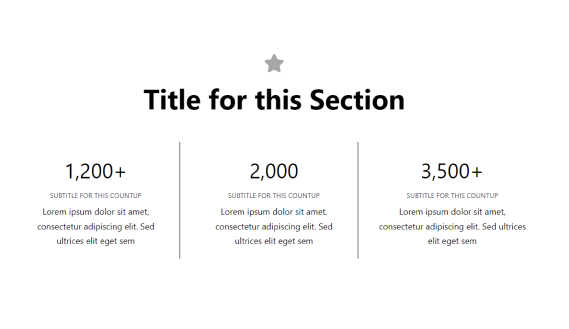 Title for this Section
1,200+
SUBTITLE FOR THIS COUNTUP
Lorem ipsum dolor sit amet,
consectetur adipiscing elit. Sed
ultrices elit eget sem
2,000
SUBTITLE FOR THIS COUNTUP
Lorem ipsum dolor sit amet,
consectetur adipiscing elit. Sed
ultrices elit eget sem
3,500+
SUBTITLE FOR THIS COUNTUP
Lorem ipsum dolor sit amet,
consectetur adipiscing elit. Sed ultrices
elit eget sem